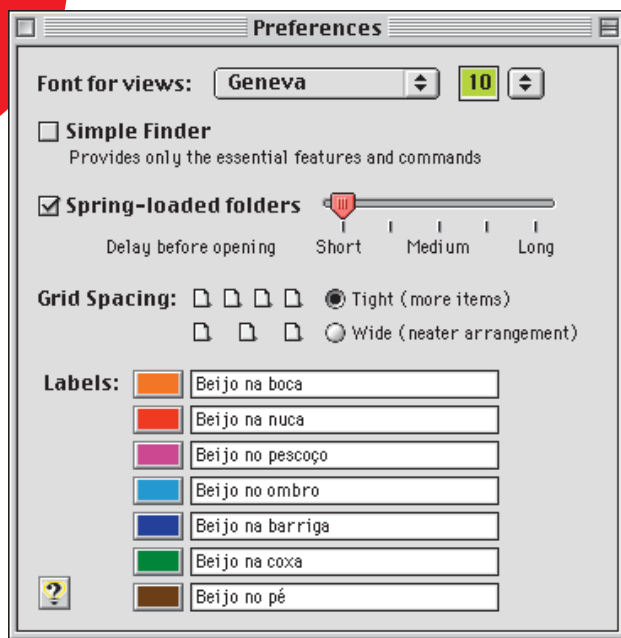 Preferences
Font for views: Geneva 10
Simple Finder
Provides only the essential features and commands
Spring-loaded folders
Delay before opening Short Medium Long
Grid Spacing: Tight (more items)
Wide (neater arrangement)
Labels: Beijo na boca
Beijo na nuca
Beijo no pescoço
Beijo no ombro
Beijo na barriga
Beijo na coxa
? Beijo no pé